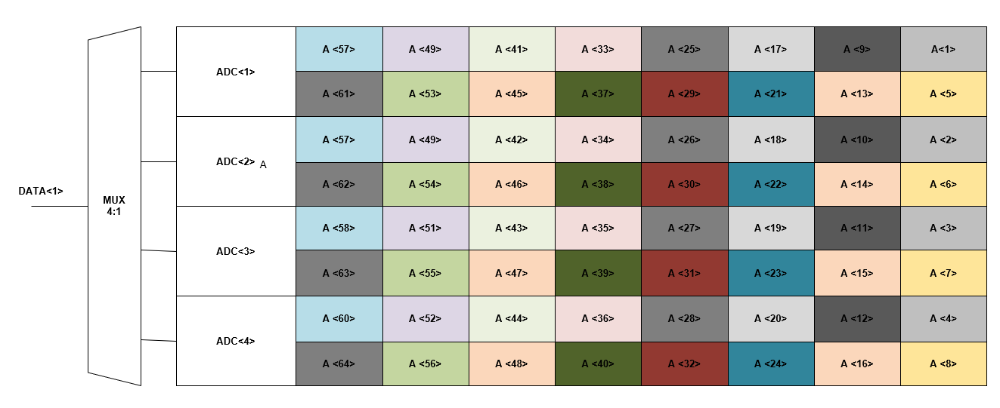 A <57>
A <49>
A <41>
A <33>
A <25>
A <17>
A <9>
A<1>
ADC<1>
A <61>
A <53>
A <45>
A <37>
A <29>
A <21>
A <13>
A <5>
A <57>
A <49>
A <42>
A <34>
A <26>
A <18>
A <10>
A <2>
ADC<2> A
A <62>
A <54>
A <46>
A <38>
A <30>
A <22>
A <14>
A <6>
DATA<1>
MUX
4:1
A <58>
A <51>
A <43>
A <35>
A <27>
A <19>
A <11>
A <3>
ADC<3>
A <63>
A <55>
A <47>
A <39>
A <31>
A <23>
A <15>
A <7>
A <60>
A <52>
A <44>
A <36>
A <28>
A <20>
A <12>
A <4>
ADC<4>
A <64>
A <56>
A <48>
A <40>
A <32>
A <24>
A <16>
A <8>